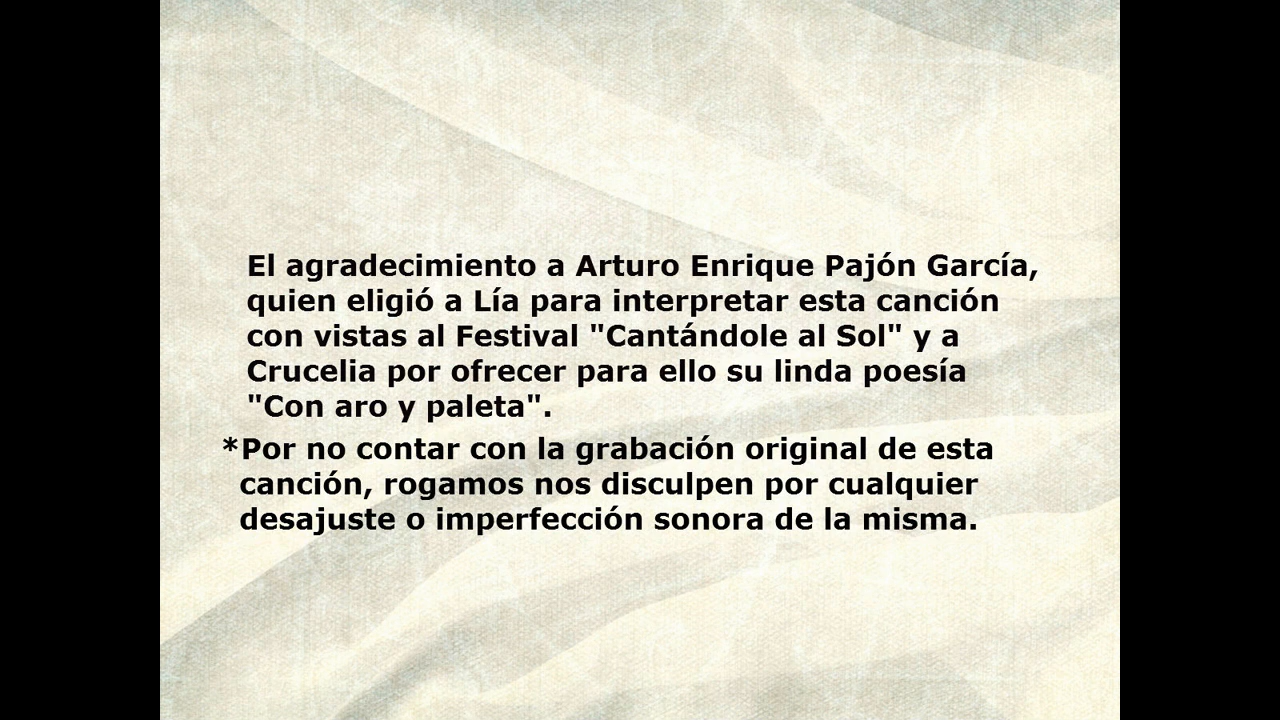 El agradecimiento a Arturo Enrique Pajón García,
quien eligió a Lía para interpretar esta canción
con vistas al Festival "Cantándole al Sol" y a
Crucelia por ofrecer para ello su linda poesía
"Con aro y paleta".
*Por no contar con la grabación original de esta
canción, rogamos nos disculpen por cualquier
desajuste o imperfección sonora de la misma.